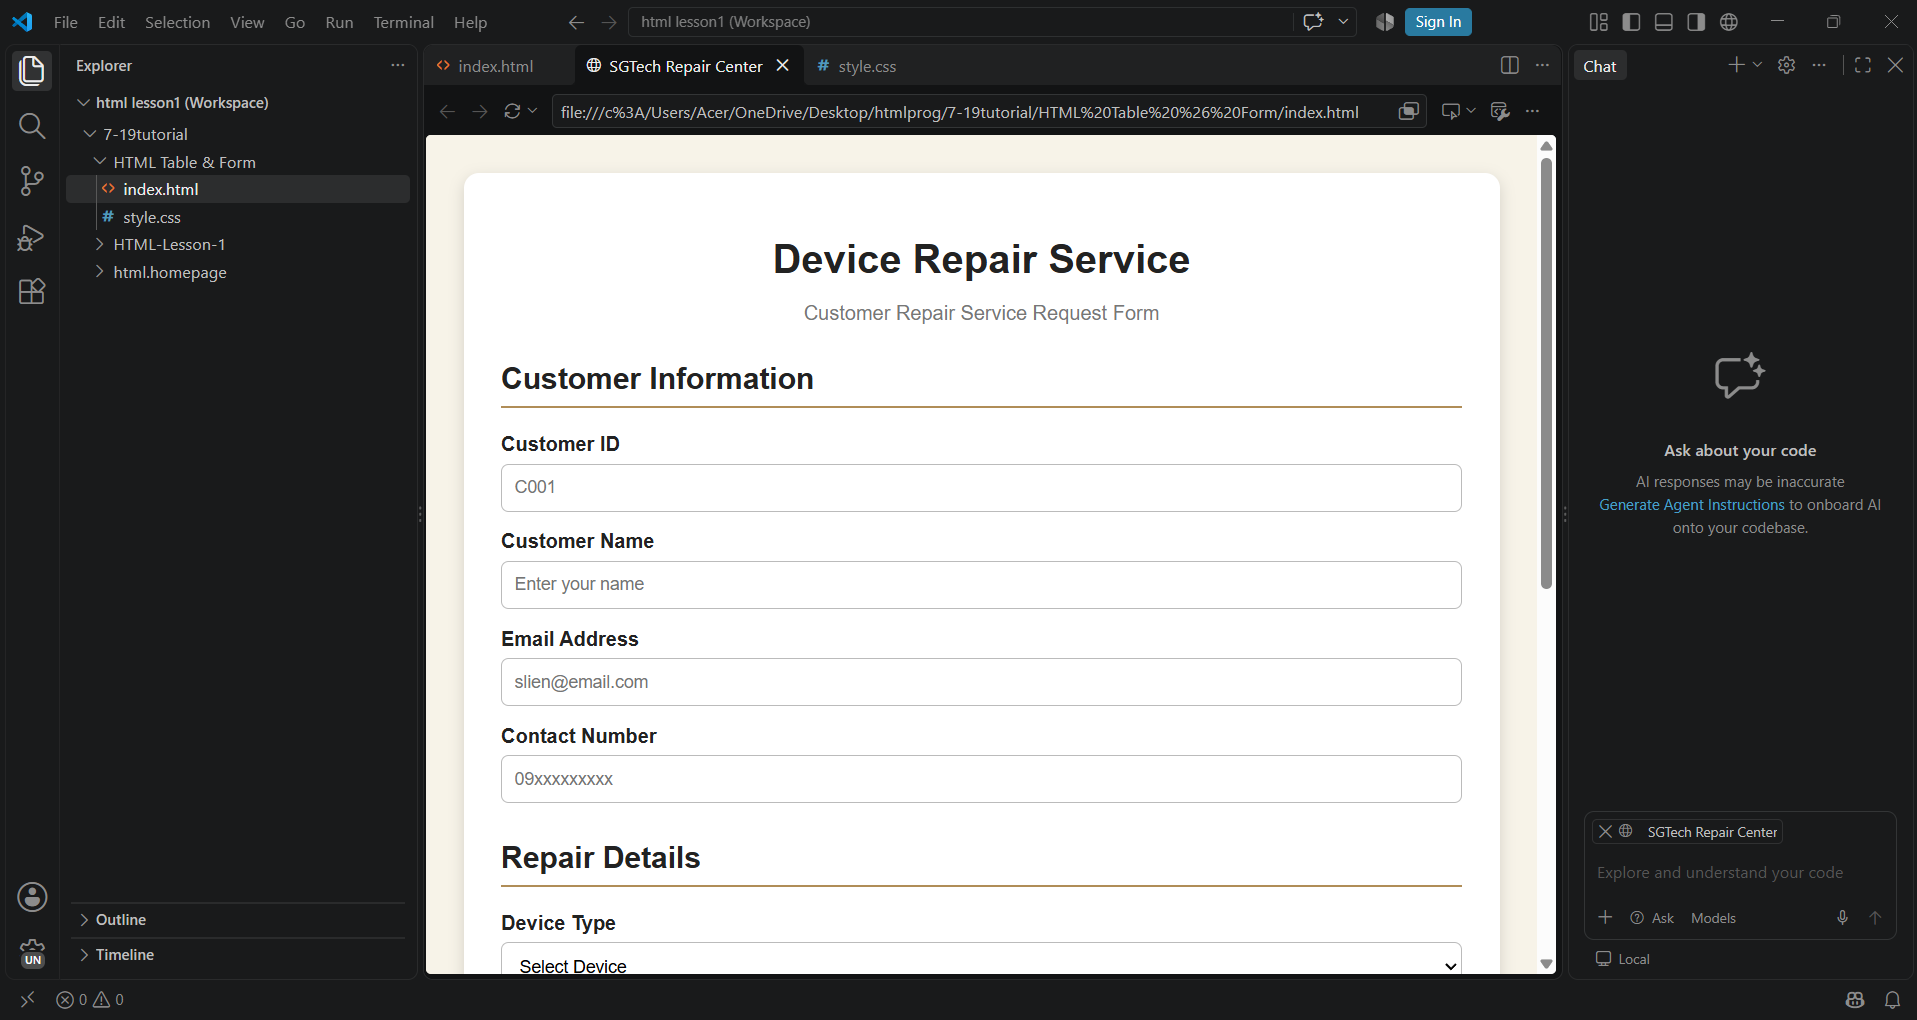 File Edit Selection View Go Run Terminal Help
html lesson1 (Workspace)
Sign In
Explorer
html lesson1 (Workspace)
7-19tutorial
HTML Table & Form
index.html
style.css
HTML-Lesson-1
html.homepage
Outline
Timeline
UN
0 0
index.html
SGTech Repair Center
style.css
file:///c%3A/Users/Acer/OneDrive/Desktop/htmlprog/7-19tutorial/HTML%20Table%20%26%20Form/index.html
Device Repair Service
Customer Repair Service Request Form
Customer Information
Customer ID
C001
Customer Name
Enter your name
Email Address
slien@email.com
Contact Number
09xxxxxxxxx
Repair Details
Device Type
Select Device
Chat
Ask about your code
AI responses may be inaccurate
Generate Agent Instructions to onboard AI
onto your codebase.
SGTech Repair Center
Explore and understand your code
Ask Models
Local